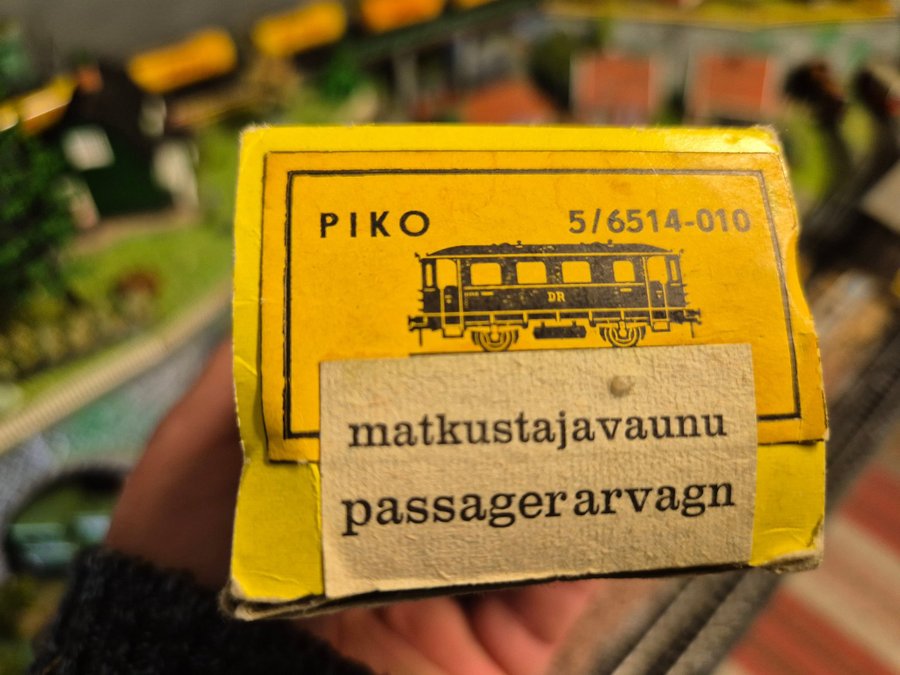 PIKO 5/6514-010
DR
matkustajavaunu
passagerarvagn